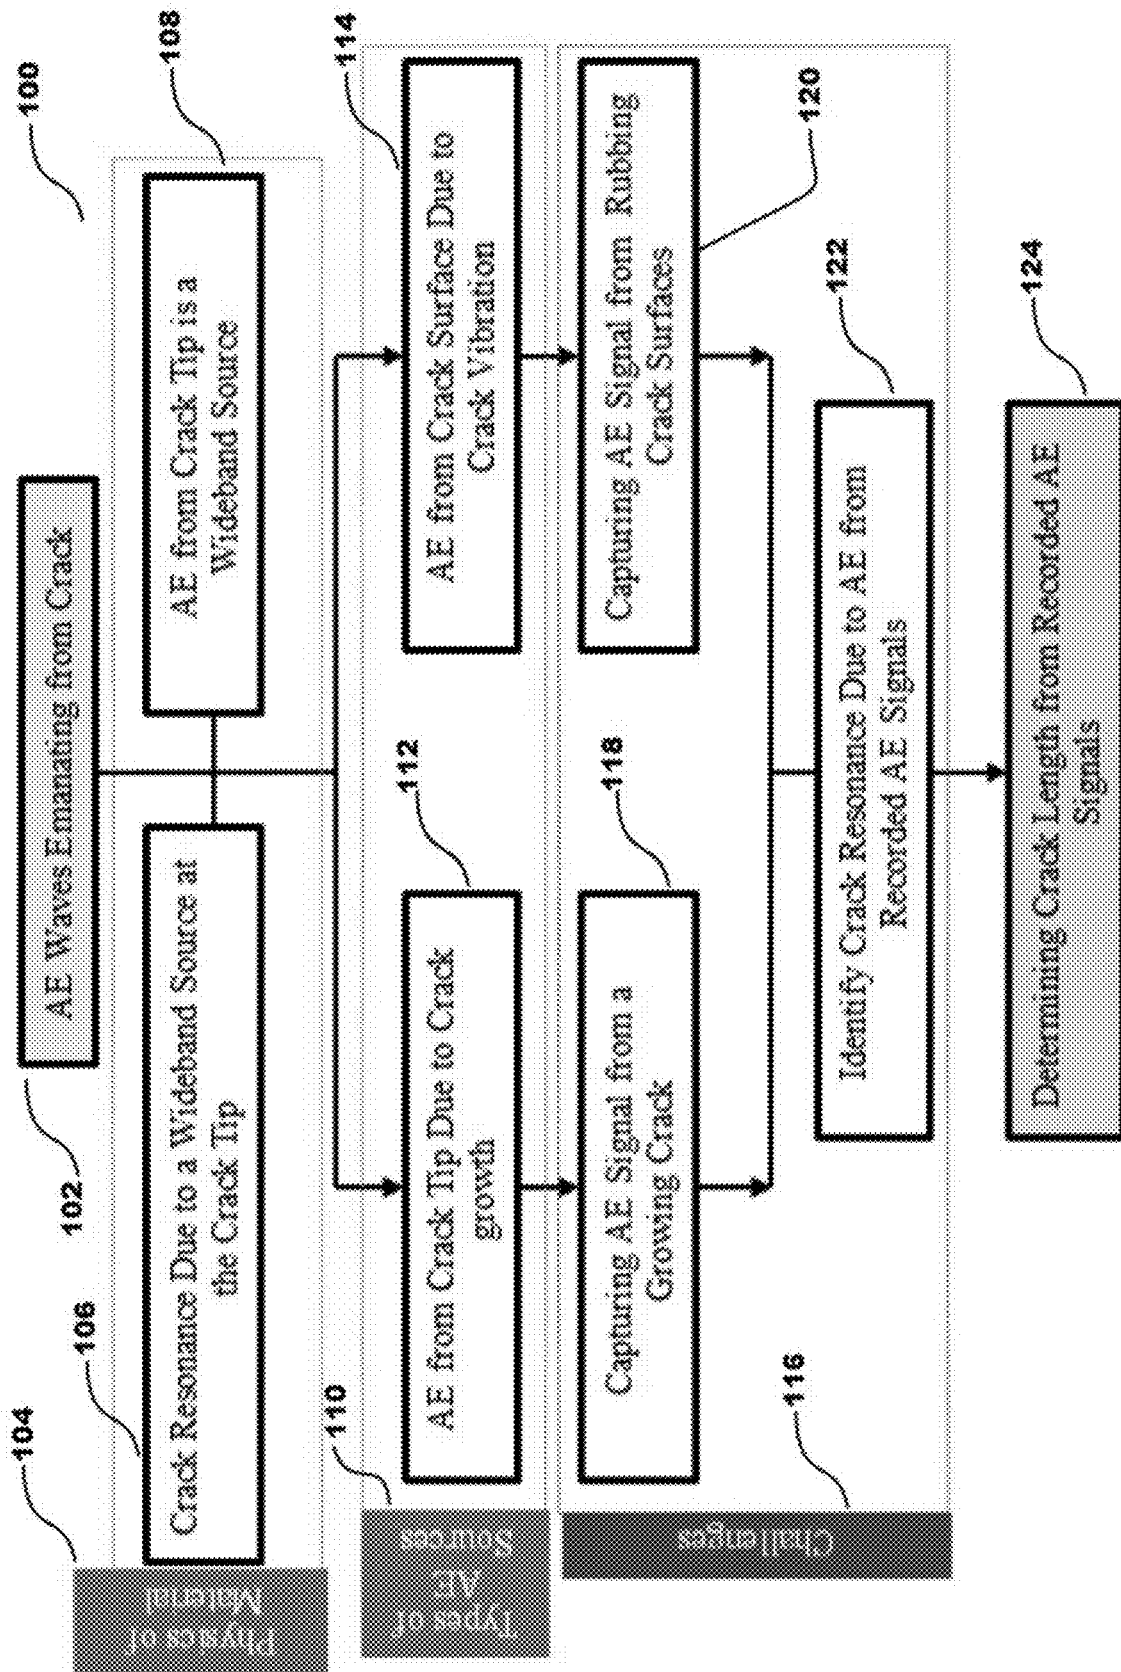 100
AE Waves Emanating from Crack
102
104
Physics of
Material
106
Crack Resonance Due to a Wideband Source at
the Crack Tip
108
AE from Crack Tip is a
Wideband Source
110
Types of
AE
Sources
112
AE from Crack Tip Due to Crack
growth
114
AE from Crack Surface Due to
Crack Vibration
116
Challenges
118
Capturing AE Signal from a
Growing Crack
120
Capturing AE Signal from Rubbing
Crack Surfaces
122
Identify Crack Resonance Due to AE from
Recorded AE Signals
124
Determining Crack Length from Recorded AE
Signals